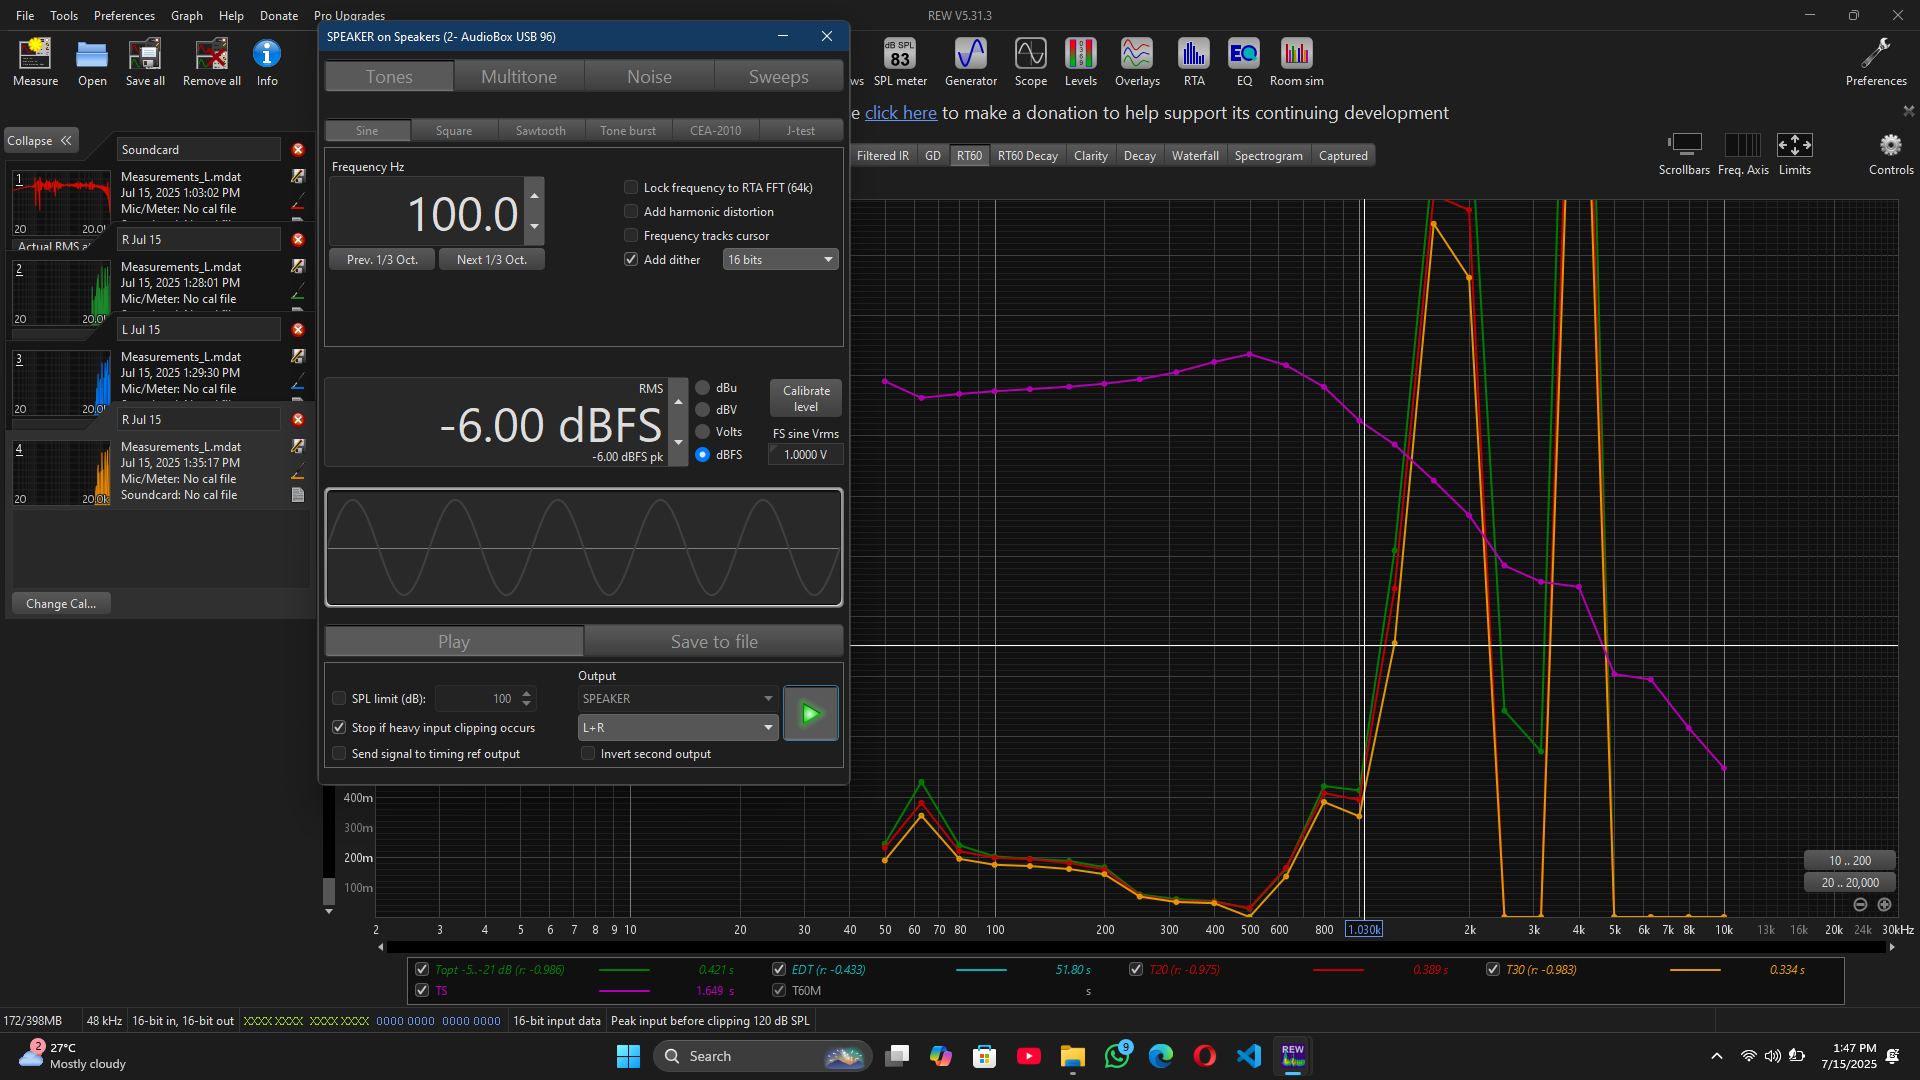 File Tools Preferences Graph Help Donate Pro Upgrades
REW V5.31.3
Measure Open Save all Remove all Info
SPEAKER on Speakers (2- AudioBox USB 96)
ws SPL meter Generator Scope Levels Overlays RTA EQ Room sim Preferences
dB SPL
83
EQ
e click here to make a donation to help support its continuing development
Tones Multitone Noise Sweeps
Sine Square Sawtooth Tone burst CEA-2010 J-test
Filtered IR GD RT60 RT60 Decay Clarity Decay Waterfall Spectrogram Captured
Scrollbars Freq. Axis Limits Controls
Collapse
Soundcard
1
Measurements_L.mdat
Jul 15, 2025 1:03:02 PM
Mic/Meter: No cal file
20
Actual RMS a
R Jul 15
2
Measurements_L.mdat
Jul 15, 2025 1:28:01 PM
Mic/Meter: No cal file
20 20.0k
L Jul 15
3
Measurements_L.mdat
Jul 15, 2025 1:29:30 PM
Mic/Meter: No cal file
20 20.0k
R Jul 15
4
Measurements_L.mdat
Jul 15, 2025 1:35:17 PM
Mic/Meter: No cal file
Soundcard: No cal file
20 20.0k
Change Cal...
Frequency Hz
100.0
Prev. 1/3 Oct. Next 1/3 Oct.
Lock frequency to RTA FFT (64k)
Add harmonic distortion
Frequency tracks cursor
Add dither 16 bits
RMS
-6.00 dBFS
-6.00 dBFS pk
dBu
dBV
Volts
dBFS
Calibrate
level
FS sine Vrms
1.0000 V
Play Save to file
Output
SPL limit (dB): 100 SPEAKER
Stop if heavy input clipping occurs L+R
Send signal to timing ref output Invert second output
400m
300m
200m
100m
10 .. 200
20 .. 20,000
2 3 4 5 6 7 8 9 10 20 30 40 50 60 70 80 100 200 300 400 500 600 800 1.030k 2k 3k 4k 5k 6k 7k 8k 10k 13k 16k 20k 24k 30kHz
Topt -5..-21 dB (r: -0.986) 0.421 s EDT (r: -0.433) 51.80 s T20 (r: -0.975) 0.389 s T30 (r: -0.983) 0.334 s
TS 1.649 s T60M s
172/398MB 48 kHz 16-bit in, 16-bit out XXXX XXXX XXXX XXXX 0000 0000 0000 0000 16-bit input data Peak input before clipping 120 dB SPL
2
27°C
Mostly cloudy
Search
9
REW
1:47 PM
7/15/2025